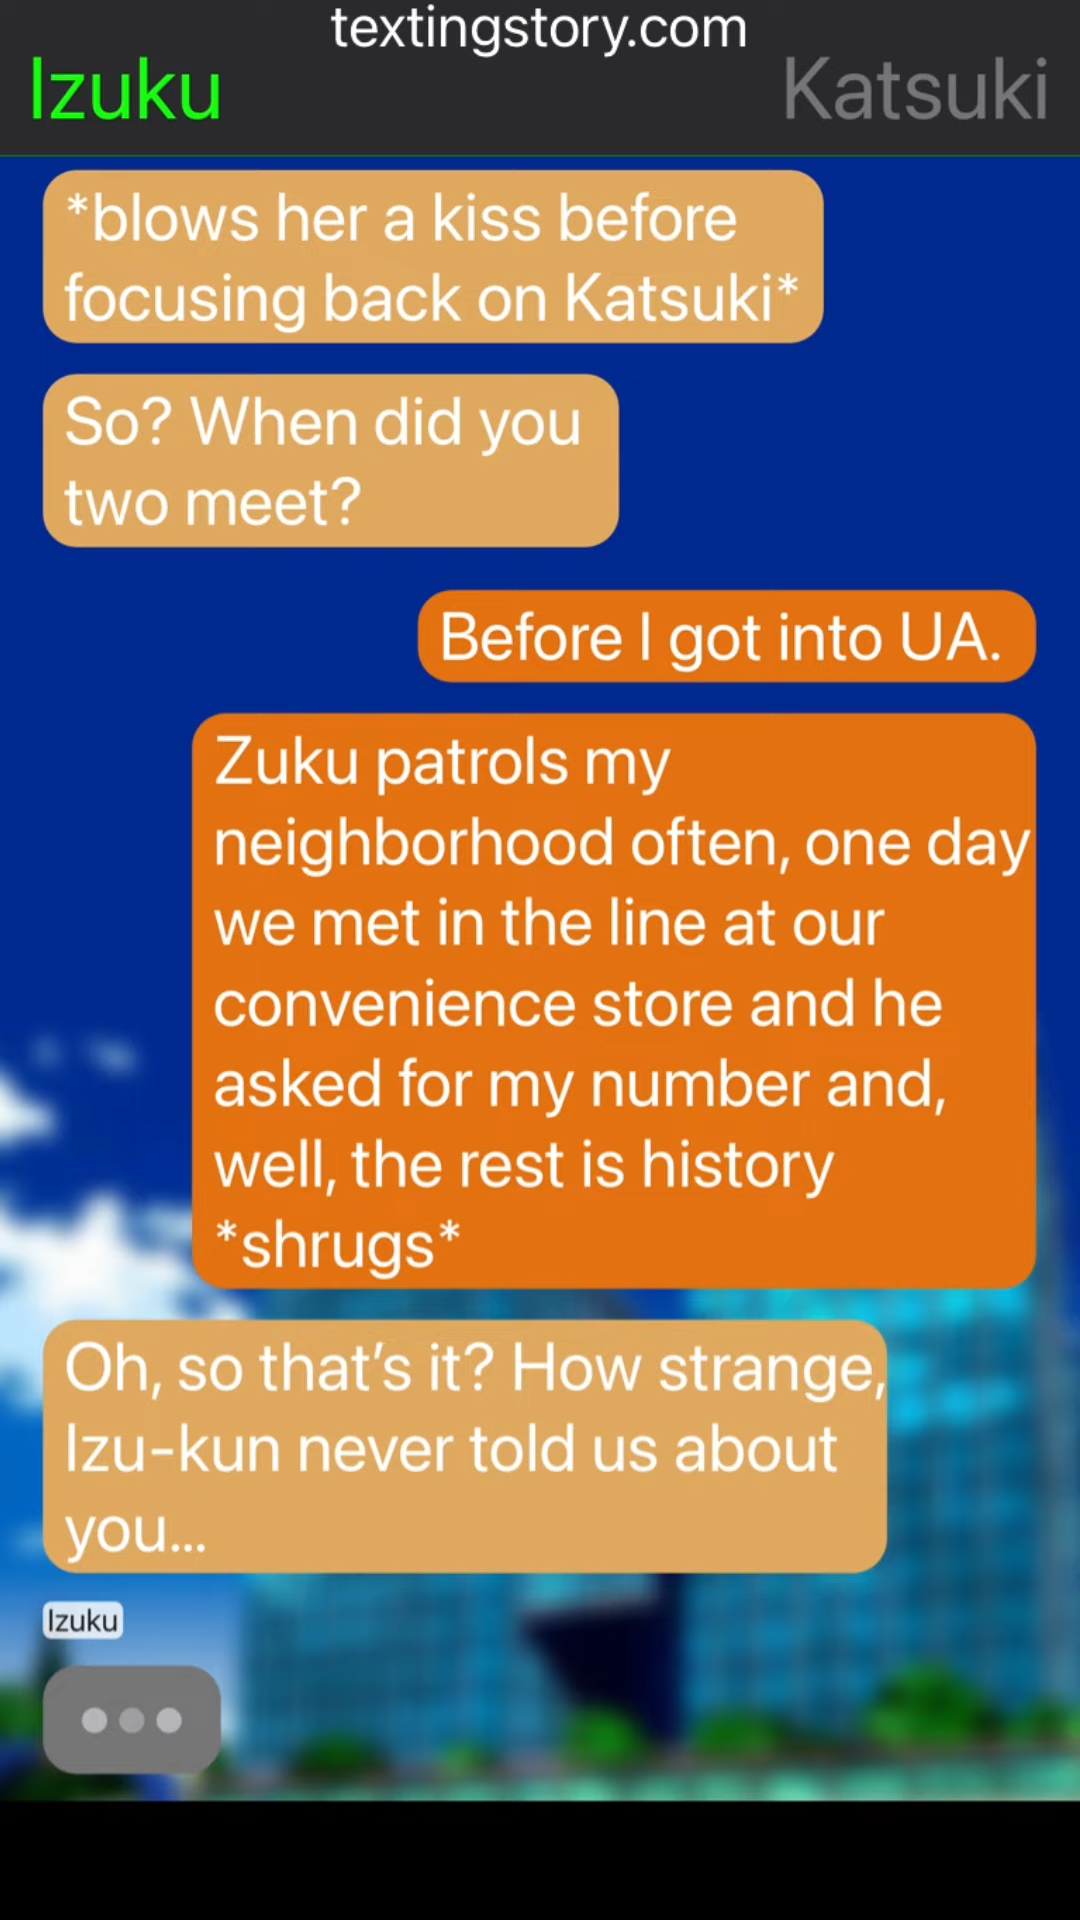 textingstory.com
Izuku
Katsuki
*blows her a kiss before
focusing back on Katsuki*
So? When did you
two meet?
Before I got into UA.
Zuku patrols my
neighborhood often, one day
we met in the line at our
convenience store and he
asked for my number and,
well, the rest is history
*shrugs*
Oh, so that’s it? How strange,
Izu-kun never told us about
you...
Izuku